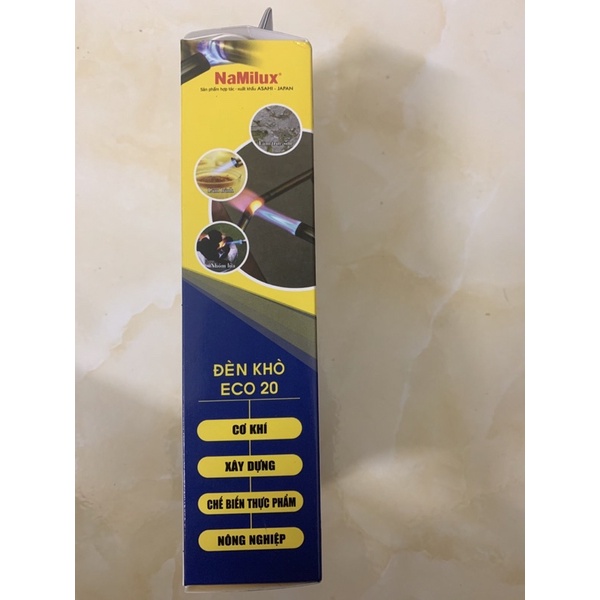 NaMilux®
Sản phẩm hợp tác - xuất khẩu ASAHI - JAPAN
ĐÈN KHÒ
ECO 20
CƠ KHÍ
XÂY DỰNG
CHẾ BIẾN THỰC PHẨM
NÔNG NGHIỆP